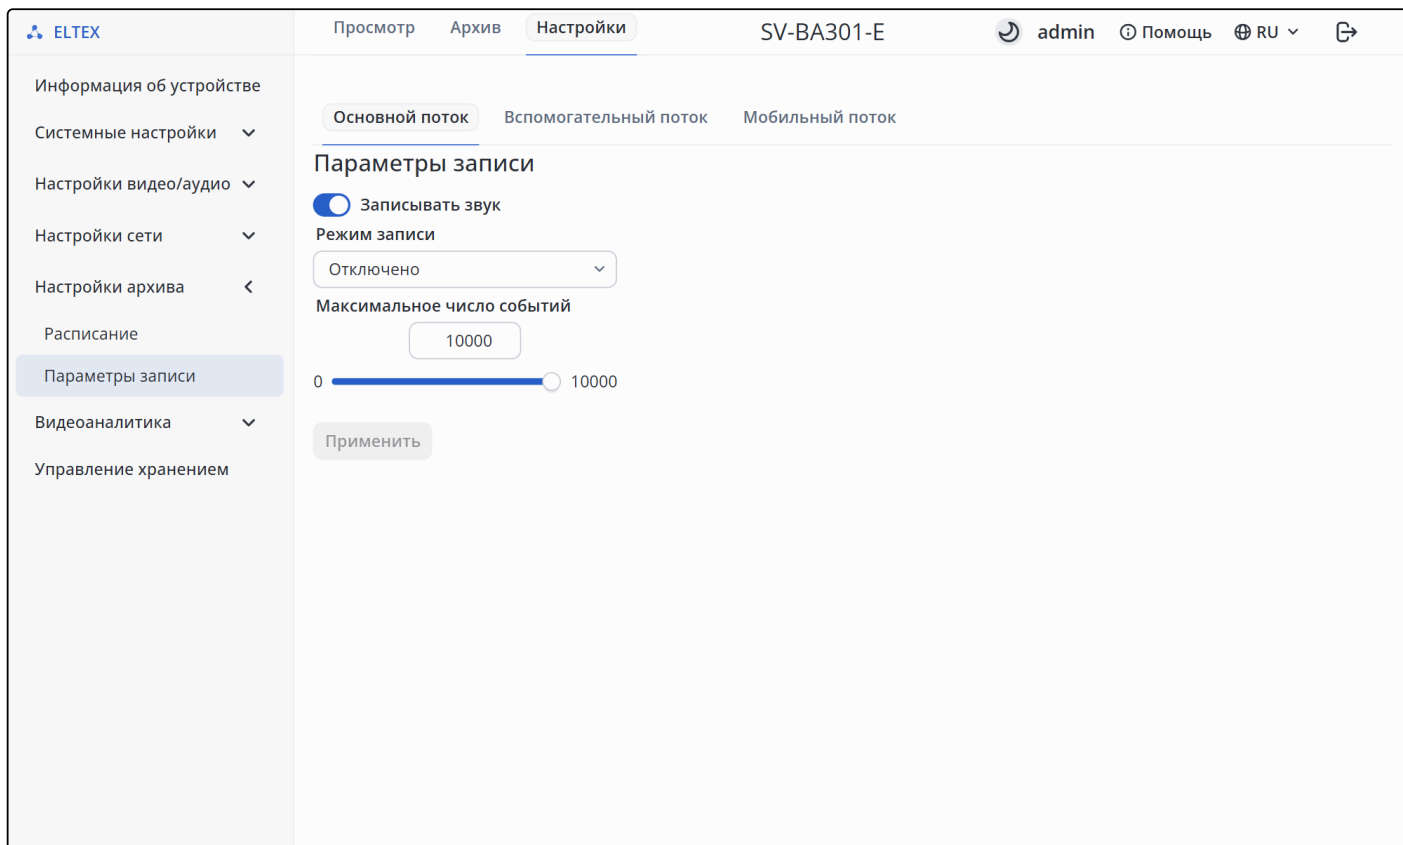 ELTEX
Просмотр Архив Настройки SV-BA301-E admin Помощь RU
Информация об устройстве
Системные настройки
Настройки видео/аудио
Настройки сети
Настройки архива
Расписание
Параметры записи
Видеоаналитика
Управление хранением
Основной поток Вспомогательный поток Мобильный поток
Параметры записи
Записывать звук
Режим записи
Отключено
Максимальное число событий
10000
0 10000
Применить